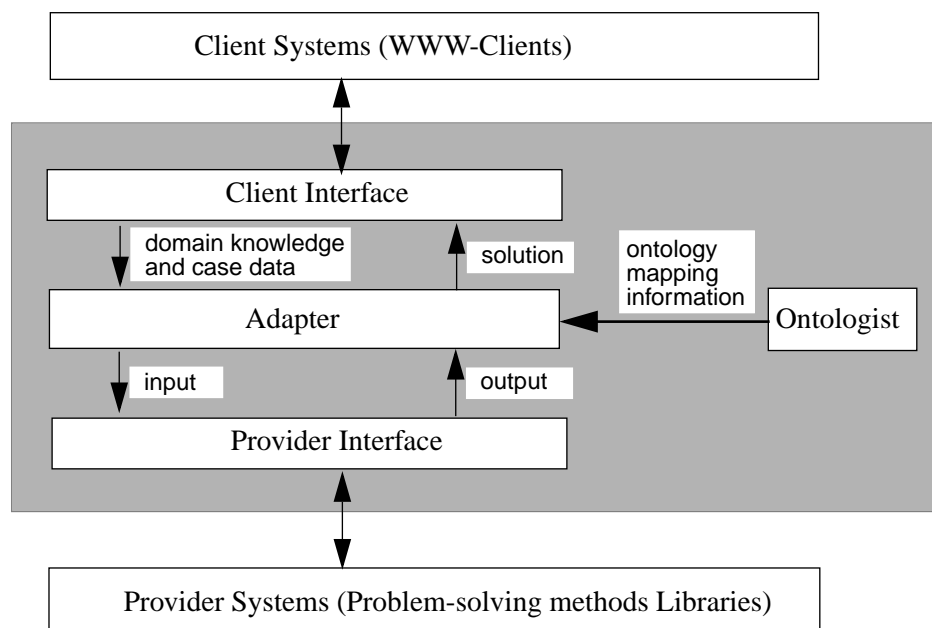 Client Systems (WWW-Clients)
Client Interface
domain knowledge
and case data
solution
ontology
mapping
information
Adapter
Ontologist
input
output
Provider Interface
Provider Systems (Problem-solving methods Libraries)